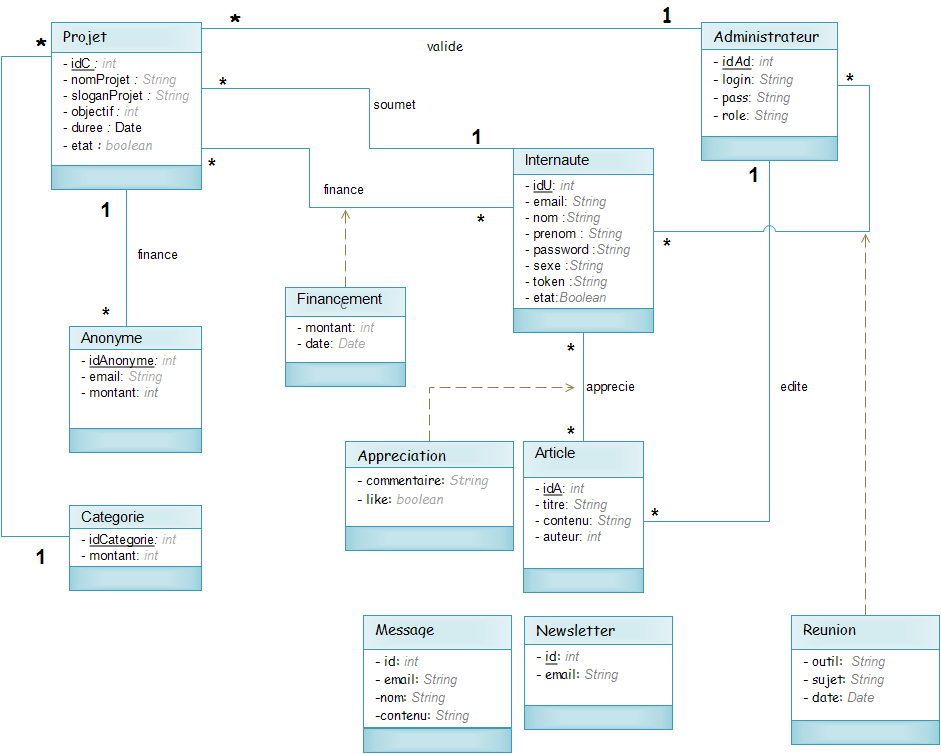 *
1
Projet
Administrateur
*
valide
- idC : int
- nomProjet : String
- sloganProjet : String
- objectif : int
- duree : Date
- etat : boolean
- idAd: int
- login: String
- pass: String
- role: String
*
*
soumet
1
*
1
Internaute
- idU: int
- email: String
- nom :String
- prenom : String
- password :String
- sexe :String
- token :String
- etat:Boolean
finance
*
*
1
finance
*
Financement
- montant: int
- date: Date
Anonyme
- idAnonyme: int
- email: String
- montant: int
*
apprecie
edite
*
Appreciation
- commentaire: String
- like: boolean
Article
- idA: int
- titre: String
- contenu: String
- auteur: int
*
Categorie
- idCategorie: int
- montant: int
1
Message
- id: int
- email: String
-nom: String
-contenu: String
Newsletter
- id: int
- email: String
Reunion
- outil: String
- sujet: String
- date: Date